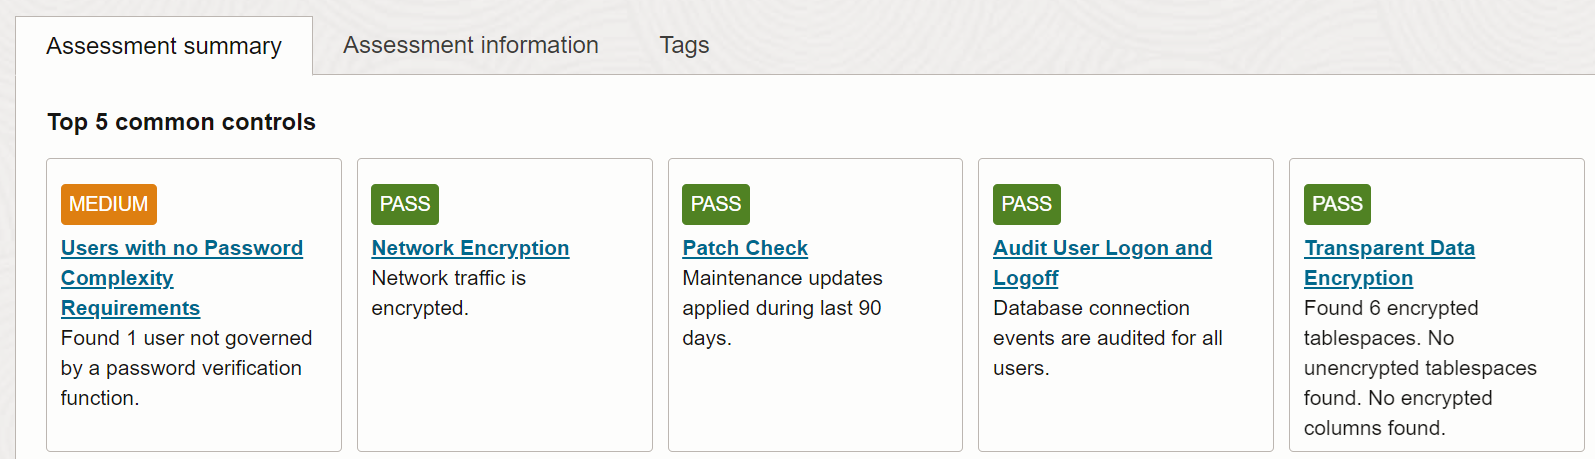 Assessment summary
Assessment information
Tags
Top 5 common controls
MEDIUM
Users with no Password
Complexity
Requirements
Found 1 user not governed
by a password verification
function.
PASS
Network Encryption
Network traffic is
encrypted.
PASS
Patch Check
Maintenance updates
applied during last 90
days.
PASS
Audit User Logon and
Logoff
Database connection
events are audited for all
users.
PASS
Transparent Data
Encryption
Found 6 encrypted
tablespaces. No
unencrypted tablespaces
found. No encrypted
columns found.